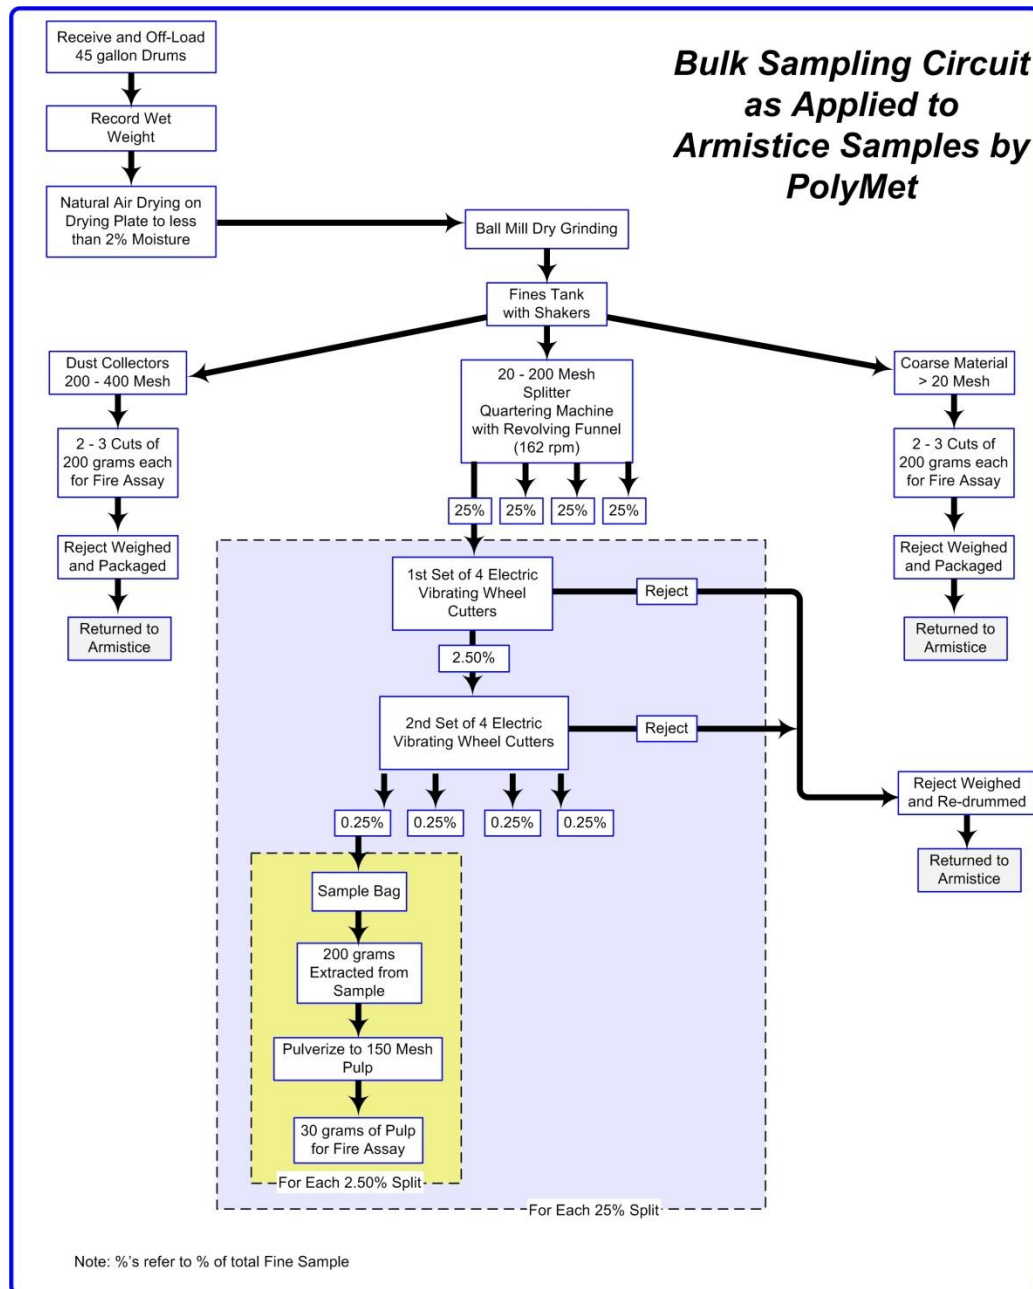 Bulk Sampling Circuit
as Applied to
Armistice Samples by
PolyMet
Receive and Off-Load
45 gallon Drums
Record Wet
Weight
Natural Air Drying on
Drying Plate to less
than 2% Moisture
Ball Mill Dry Grinding
Fines Tank
with Shakers
Dust Collectors
200 - 400 Mesh
2 - 3 Cuts of
200 grams each
for Fire Assay
Reject Weighed
and Packaged
Returned to
Armistice
20 - 200 Mesh
Splitter
Quartering Machine
with Revolving Funnel
(162 rpm)
25%
25%
25%
25%
Coarse Material
> 20 Mesh
2 - 3 Cuts of
200 grams each
for Fire Assay
Reject Weighed
and Packaged
Returned to
Armistice
1st Set of 4 Electric
Vibrating Wheel
Cutters
Reject
2.50%
2nd Set of 4 Electric
Vibrating Wheel Cutters
Reject
Reject Weighed
and Re-drummed
Returned to
Armistice
0.25%
0.25%
0.25%
0.25%
Sample Bag
200 grams
Extracted from
Sample
Pulverize to 150 Mesh
Pulp
30 grams of Pulp
for Fire Assay
For Each 2.50% Split
For Each 25% Split
Note: %'s refer to % of total Fine Sample